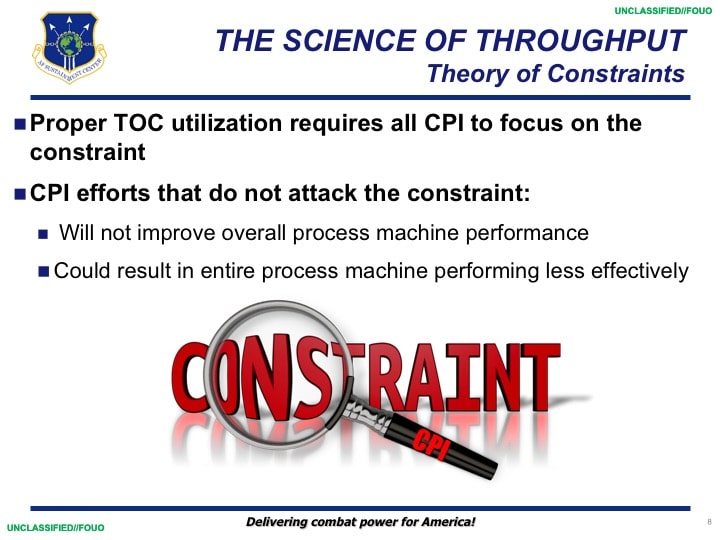 UNCLASSIFIED//FOUO
THE SCIENCE OF THROUGHPUT
Theory of Constraints
AF SUSTAINMENT CENTER
Proper TOC utilization requires all CPI to focus on the
constraint
CPI efforts that do not attack the constraint:
Will not improve overall process machine performance
Could result in entire process machine performing less effectively
CONSTRAINT
CPI
Delivering combat power for America!
8
UNCLASSIFIED//FOUO